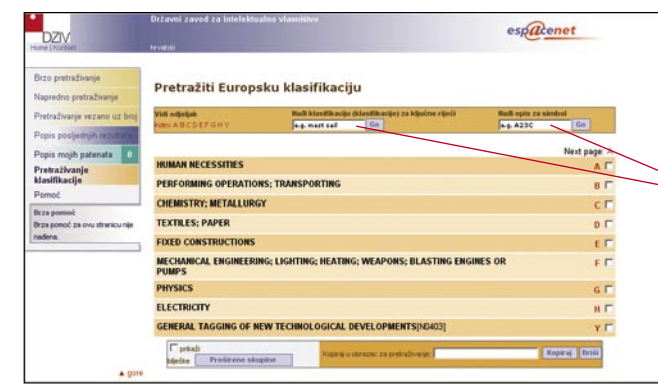 Državni zavod za intelektualno vlasništvo
DZIV
Home | Kontakt
hrvatski
esp@cenet
Brzo pretraživanje
Napredno pretraživanje
Pretraživanje vezano uz broj
Popis posljednjih rezultata
Popis mojih patenata 0
Pretraživanje
klasifikacije
Pomoć
Brza pomoć
Brza pomoć za ovu stranicu nije
nađena.
Pretražiti Europsku klasifikaciju
Vidi odjeljak
Index A B C D E F G H Y
Nađi klasifikaciju (klasifikacije) za ključne riječi
e.g. mast sail Go
Nađi opis za simbol
e.g. A23C Go
Next page: A
HUMAN NECESSITIES A
PERFORMING OPERATIONS; TRANSPORTING B
CHEMISTRY; METALLURGY C
TEXTILES; PAPER D
FIXED CONSTRUCTIONS E
MECHANICAL ENGINEERING; LIGHTING; HEATING; WEAPONS; BLASTING ENGINES OR F
PUMPS
PHYSICS G
ELECTRICITY H
GENERAL TAGGING OF NEW TECHNOLOGICAL DEVELOPMENTS[N0403] Y
prikaži
bilješke Proširene skupine
Kopiraj u obrazac za pretraživanje: Kopiraj Briši
▲ gore